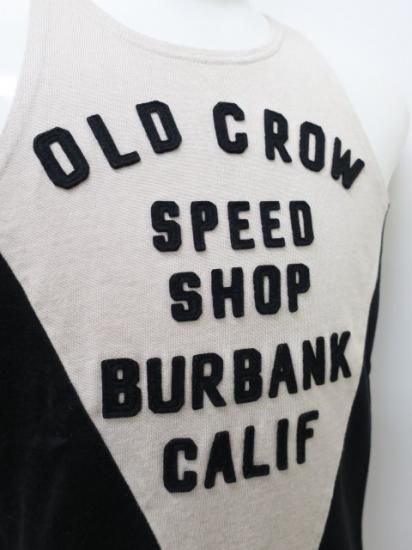 OLD CROW
SPEED
SHOP
BURBANK
CALIF